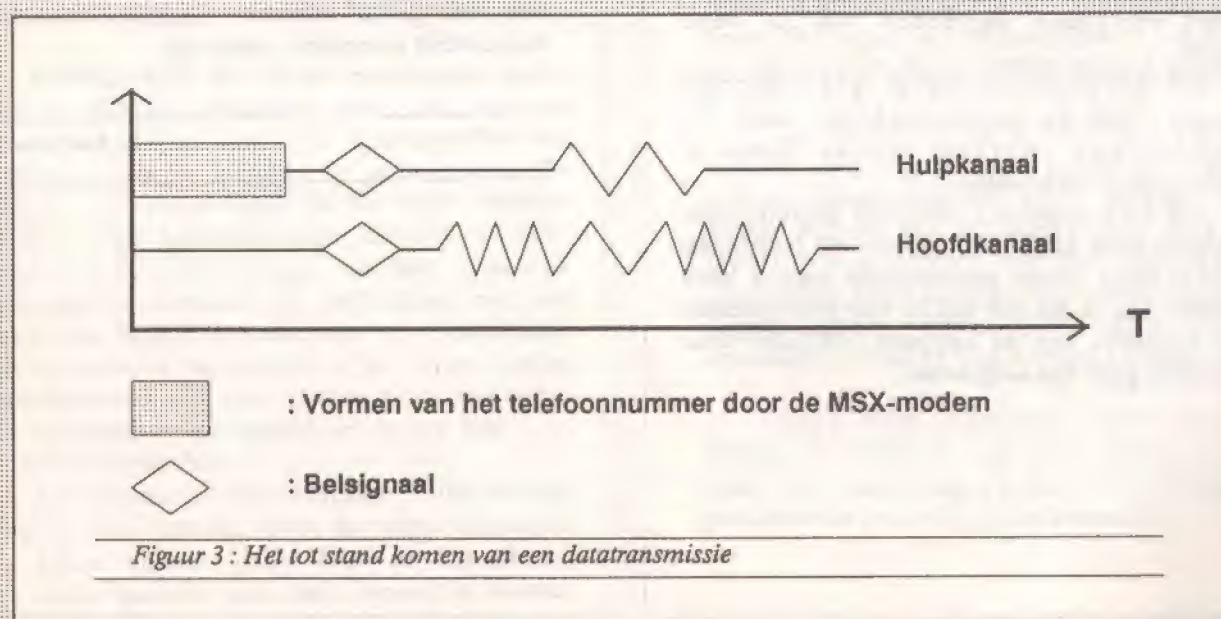 Hulpkanaal
Hoofdkanaal
T
: Vormen van het telefoonnummer door de MSX-modem
: Belsignaal
Figuur 3 : Het tot stand komen van een datatransmissie